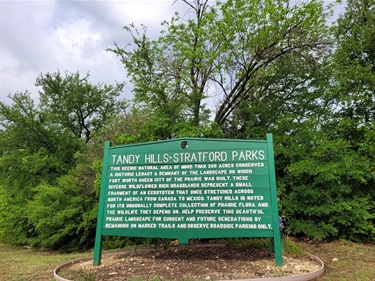 TANDY HILLS-STRATFORD PARKS
THIS SCENIC NATURAL AREA OF MORE THAN 200 ACRES CONSERVES
A HISTORIC LEGACY A REMNANT OF THE LANDSCAPE ON WHICH
FORT WORTH QUEEN CITY OF THE PRAIRIE WAS BUILT. THESE
DIVERSE WILDFLOWER RICH GRASSLANDS REPRESENT A SMALL
FRAGMENT OF AN ECOSYSTEM THAT ONCE STRETCHED ACROSS
NORTH AMERICA FROM CANADA TO MEXICO. TANDY HILLS IS NOTED
FOR ITS UNUSUALLY COMPLETE COLLECTION OF PRAIRIE FLORA AND
THE WILDLIFE THEY DEPEND ON. HELP PRESERVE THIS BEAUTIFUL
PRAIRIE LANDSCAPE FOR CURRENT AND FUTURE GENERATIONS BY
REMAINING ON MARKED TRAILS AND OBSERVE ROADSIDE PARKING ONLY.